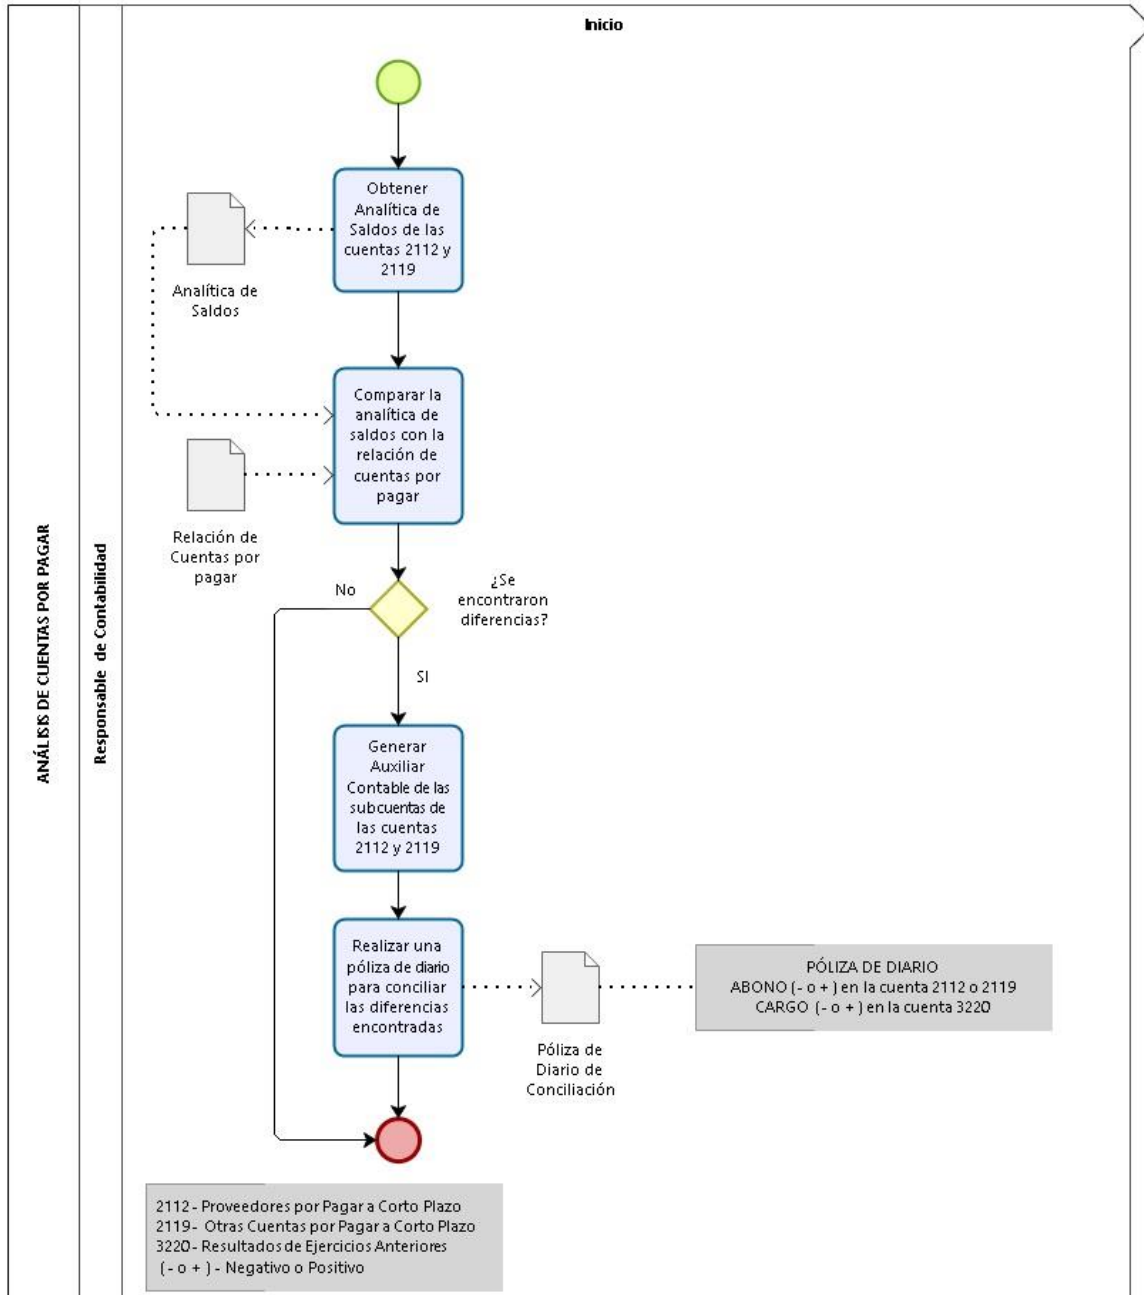 Inicio
ANÁLISIS DE CUENTAS POR PAGAR
Responsable de Contabilidad
Obtener
Analítica de
Saldos de las
cuentas 2112 y
2119
Analítica de
Saldos
Comparar la
analítica de
saldos con la
relación de
cuentas por
pagar
Relación de
Cuentas por
pagar
¿Se
encontraron
diferencias?
No
SI
Generar
Auxiliar
Contable de las
subcuentas de
las cuentas
2112 y 2119
Realizar una
póliza de diario
para conciliar
las diferencias
encontradas
Póliza de
Diario de
Conciliación
PÓLIZA DE DIARIO
ABONO (- o + ) en la cuenta 2112 o 2119
CARGO (- o + ) en la cuenta 3220
2112 - Proveedores por Pagar a Corto Plazo
2119 - Otras Cuentas por Pagar a Corto Plazo
3220 - Resultados de Ejercicios Anteriores
(- o + ) - Negativo o Positivo